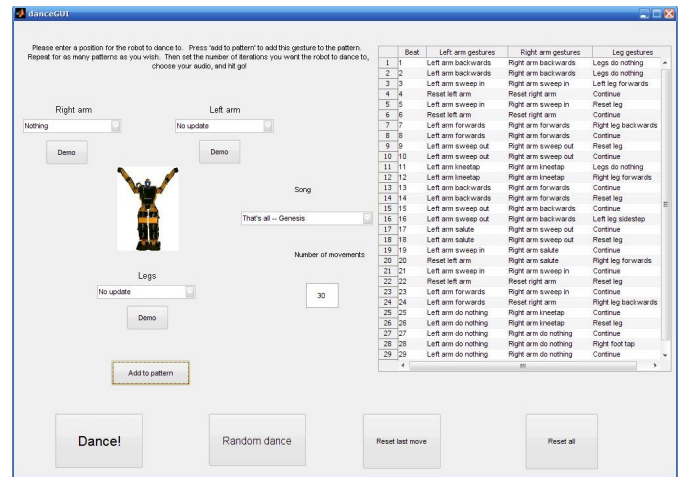 danceGUI
Please enter a position for the robot to dance to. Press 'add to pattern' to add this gesture to the pattern.
Repeat for as many patterns as you wish. Then set the number of iterations you want the robot to dance to,
choose your audio, and hit go!
Right arm Left arm
Nothing No update
Demo Demo
Song
That's all -- Genesis
Number of movements
30
Legs
No update
Demo
Add to pattern
Beat Left arm gestures Right arm gestures Leg gestures
1 1 Left arm backwards Right arm backwards Legs do nothing
2 2 Left arm backwards Right arm backwards Legs do nothing
3 3 Left arm sweep in Right arm sweep in Left leg forwards
4 4 Reset left arm Reset right arm Continue
5 5 Left arm sweep in Right arm sweep in Reset leg
6 6 Reset left arm Reset right arm Continue
7 7 Left arm forwards Right arm forwards Right leg backwards
8 8 Left arm forwards Right arm forwards Continue
9 9 Left arm sweep out Right arm sweep out Reset leg
10 10 Left arm sweep out Right arm sweep out Continue
11 11 Left arm kneetap Right arm kneetap Legs do nothing
12 12 Left arm kneetap Right arm kneetap Right leg forwards
13 13 Left arm backwards Right arm forwards Continue
14 14 Left arm backwards Right arm forwards Reset leg
15 15 Left arm sweep out Right arm backwards Continue
16 16 Left arm sweep out Right arm backwards Left leg sidestep
17 17 Left arm salute Right arm sweep out Continue
18 18 Left arm salute Right arm sweep out Reset leg
19 19 Left arm sweep in Right arm salute Continue
20 20 Reset left arm Right arm salute Right leg forwards
21 21 Left arm sweep in Right arm sweep in Continue
22 22 Reset left arm Reset right arm Reset leg
23 23 Left arm forwards Right arm sweep in Continue
24 24 Left arm forwards Reset right arm Right leg backwards
25 25 Left arm do nothing Right arm kneetap Continue
26 26 Left arm do nothing Right arm kneetap Reset leg
27 27 Left arm do nothing Right arm do nothing Continue
28 28 Left arm do nothing Right arm do nothing Right foot tap
29 29 Left arm do nothing Right arm do nothing Continue
Dance! Random dance Reset last move Reset all